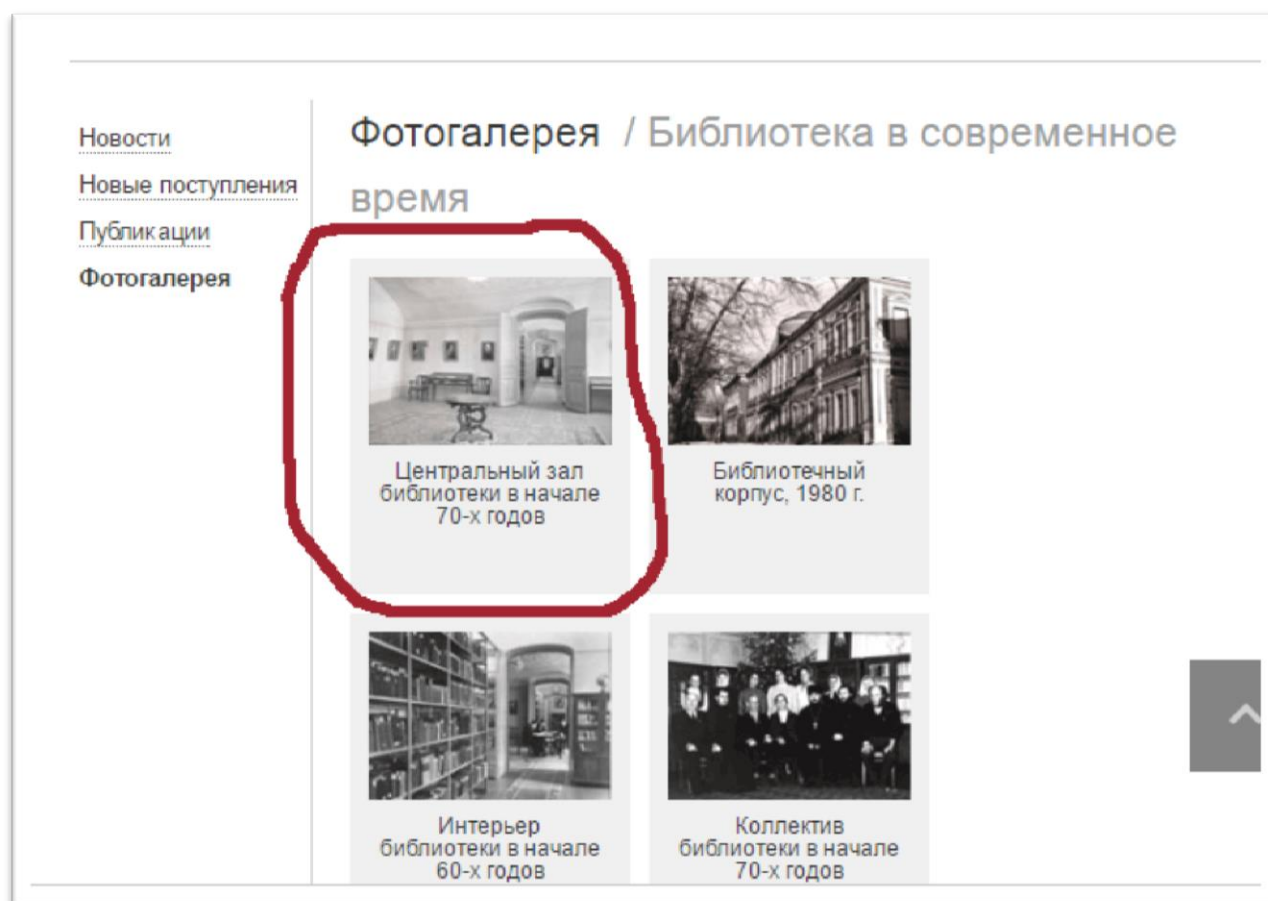 Новости
Новые поступления
Публикации
Фотогалерея
Фотогалерея / Библиотека в современное
время
Центральный зал
библиотеки в начале
70-х годов
Библиотечный
корпус, 1980 г.
Интерьер
библиотеки в начале
60-х годов
Коллектив
библиотеки в начале
70-х годов